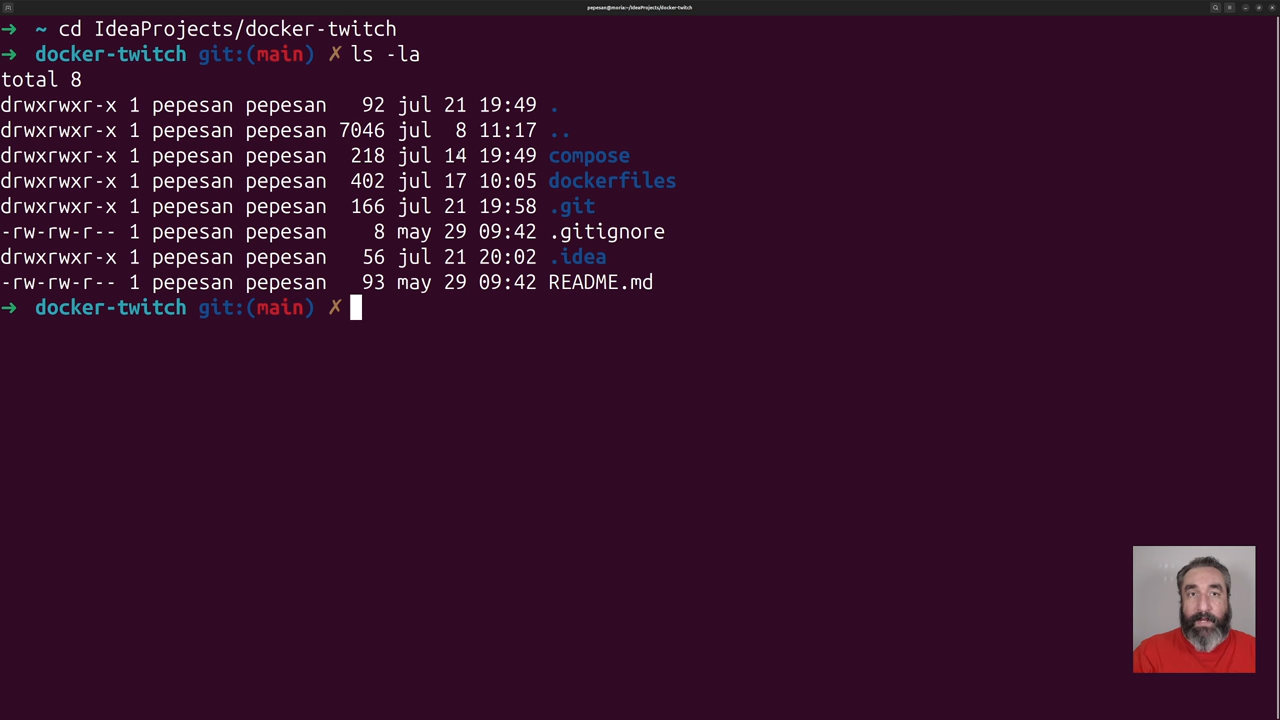 pepesan@moria:~/IdeaProjects/docker-twitch
➜ ~ cd IdeaProjects/docker-twitch
➜ docker-twitch git:(main) ✗ ls -la
total 8
drwxrwxr-x 1 pepesan pepesan   92 jul 21 19:49 .
drwxrwxr-x 1 pepesan pepesan 7046 jul  8 11:17 ..
drwxrwxr-x 1 pepesan pepesan  218 jul 14 19:49 compose
drwxrwxr-x 1 pepesan pepesan  402 jul 17 10:05 dockerfiles
drwxrwxr-x 1 pepesan pepesan  166 jul 21 19:58 .git
-rw-rw-r-- 1 pepesan pepesan    8 may 29 09:42 .gitignore
drwxrwxr-x 1 pepesan pepesan   56 jul 21 20:02 .idea
-rw-rw-r-- 1 pepesan pepesan   93 may 29 09:42 README.md
➜ docker-twitch git:(main) ✗